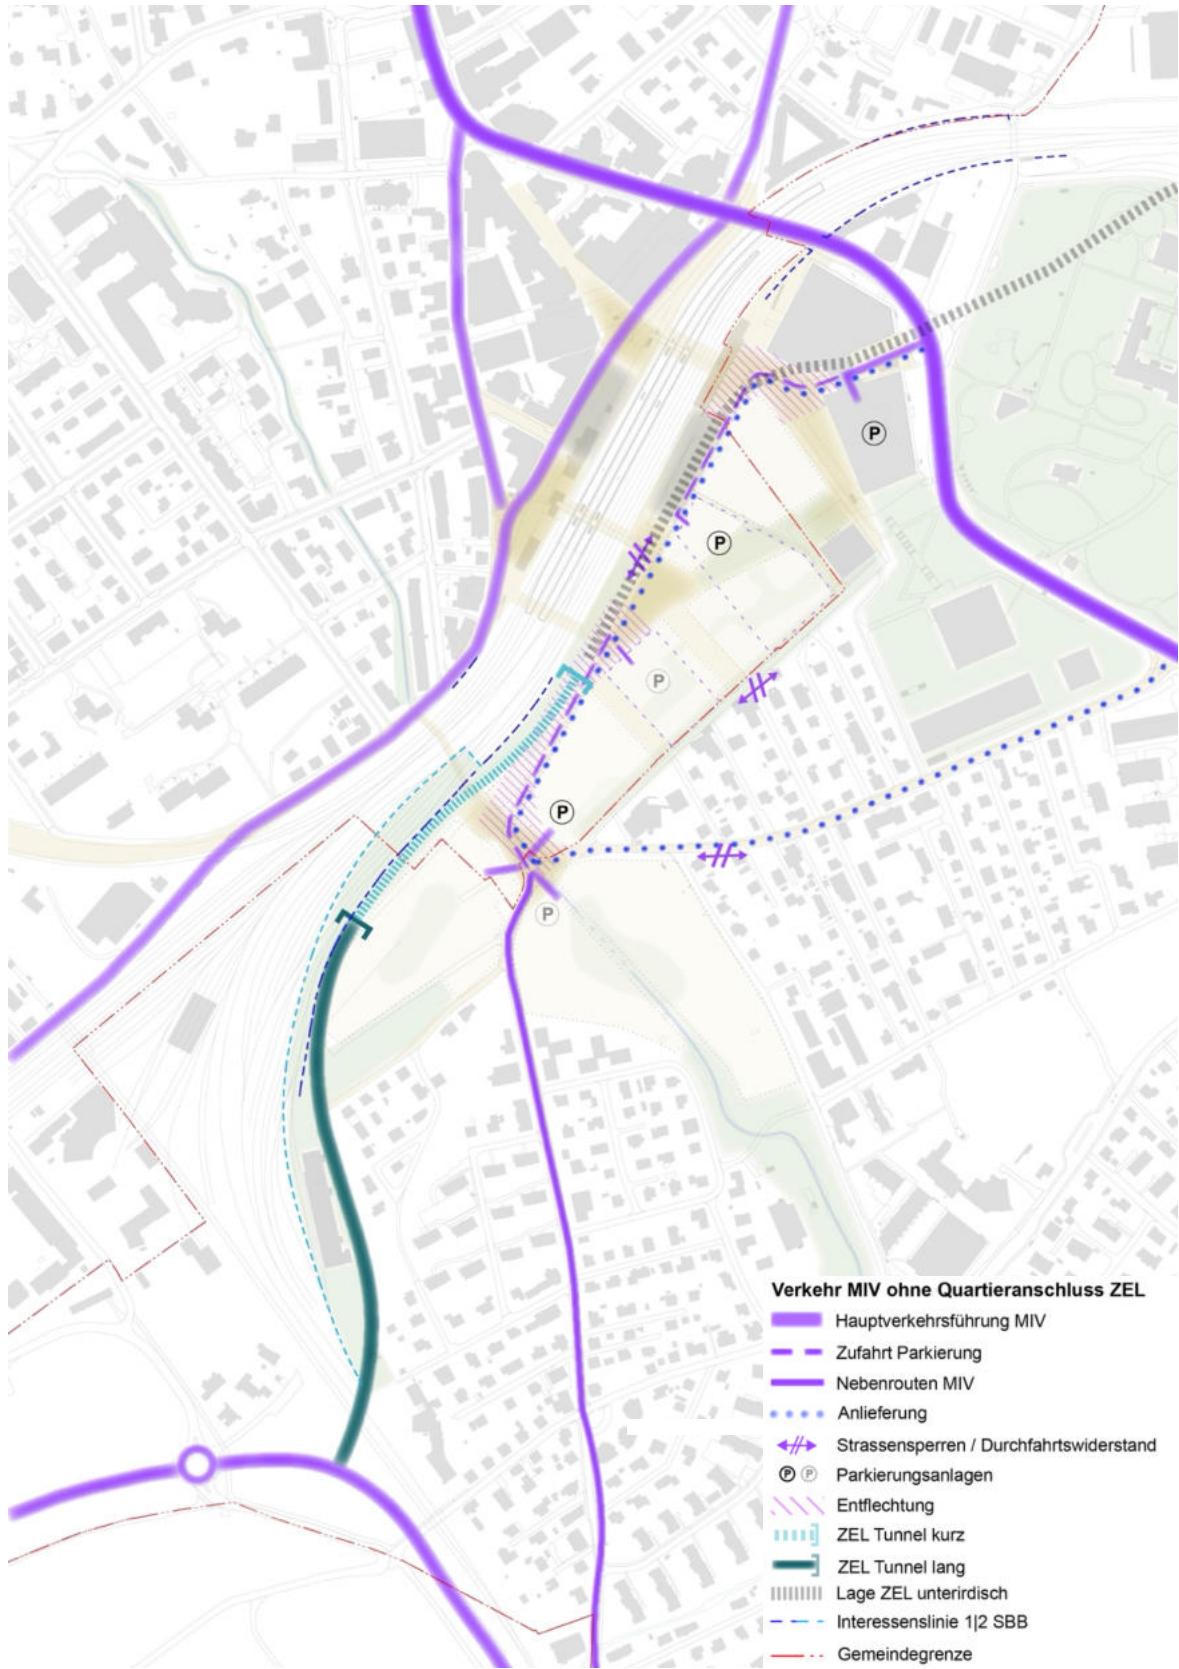 P
P
P
P
P
Verkehr MIV ohne Quartieranschluss ZEL
Hauptverkehrsführung MIV
Zufahrt Parkierung
Nebenrouten MIV
Anlieferung
Strassensperren / Durchfahrtswiderstand
P P Parkierungsanlagen
Entflechtung
ZEL Tunnel kurz
ZEL Tunnel lang
Lage ZEL unterirdisch
Interessenslinie 1|2 SBB
Gemeindegrenze